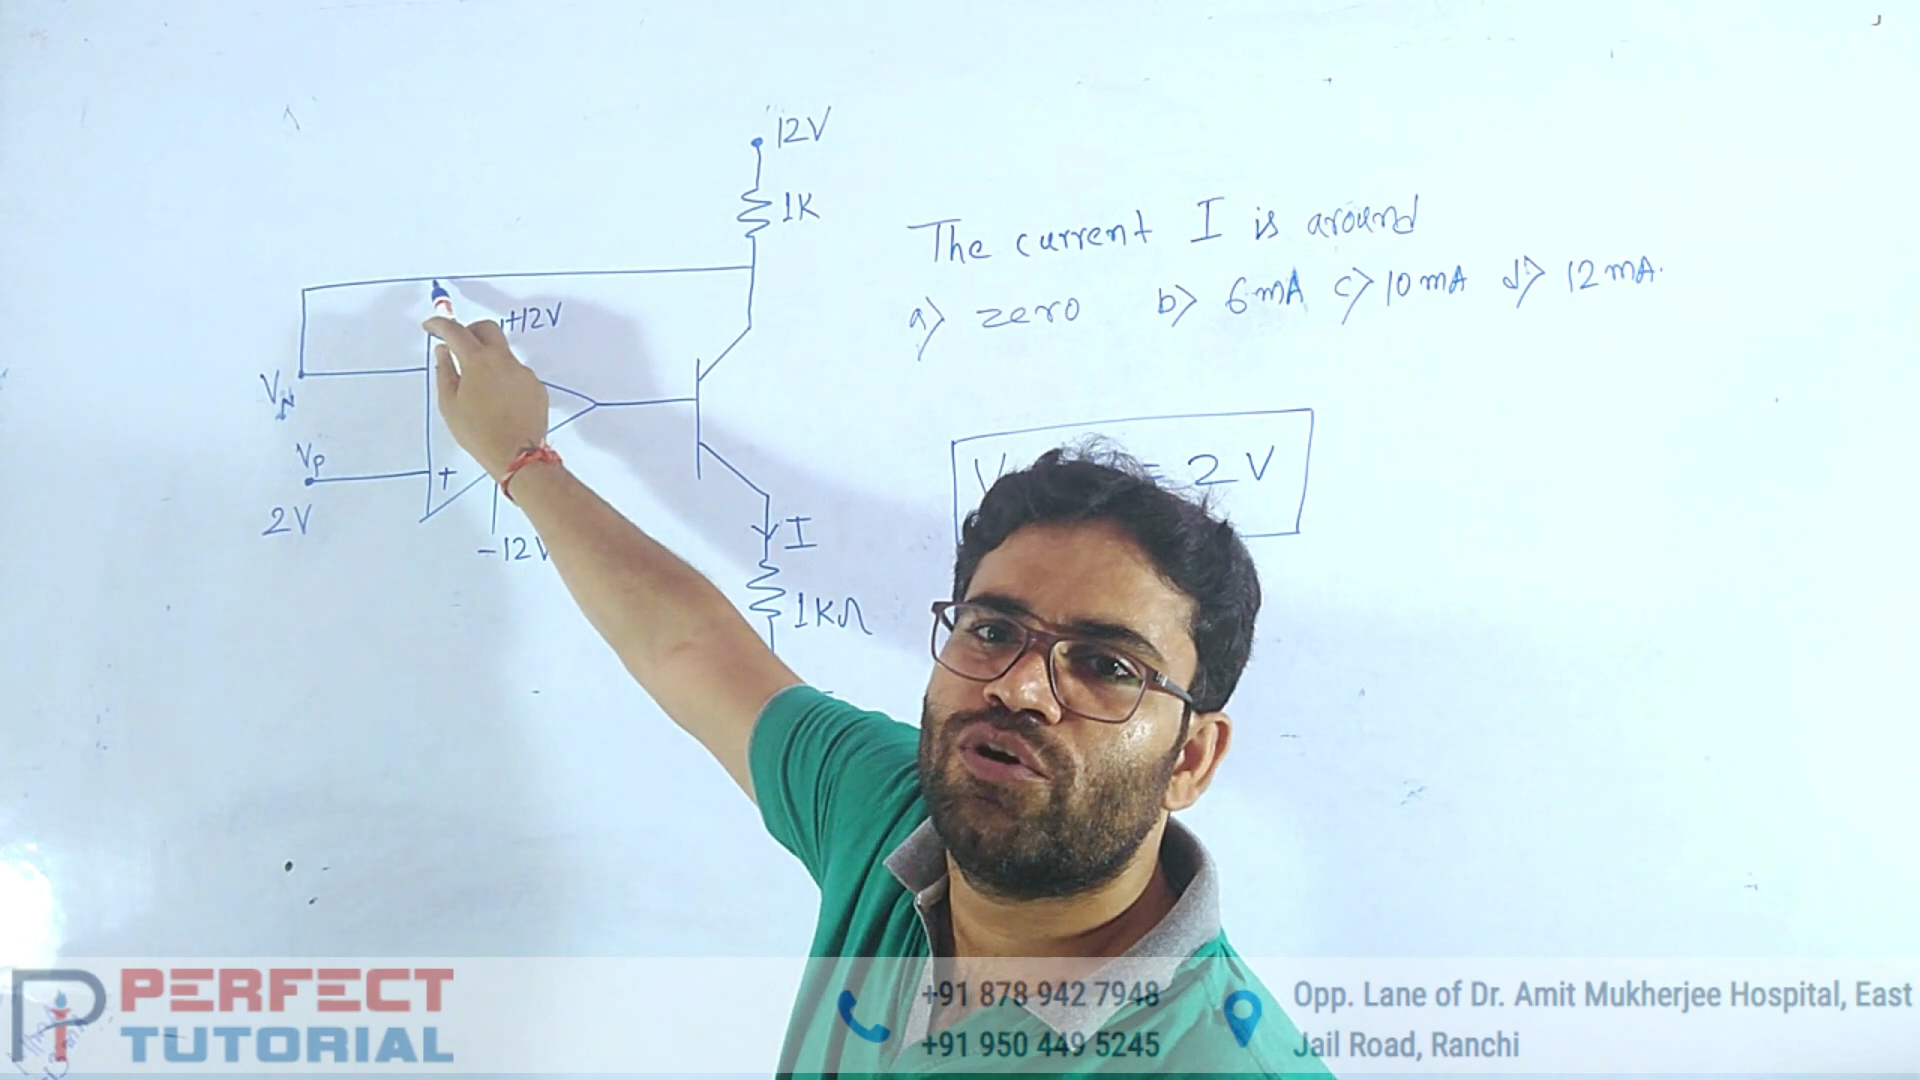 12V
1K
The current I is around
a) zero b) 6mA c) 10mA d) 12mA.
+12V
VN
VP
+
2V
-12V
I
1KΩ
V = 2V
PERFECT
TUTORIAL
+91 878 942 7948
+91 950 449 5245
Opp. Lane of Dr. Amit Mukherjee Hospital, East
Jail Road, Ranchi